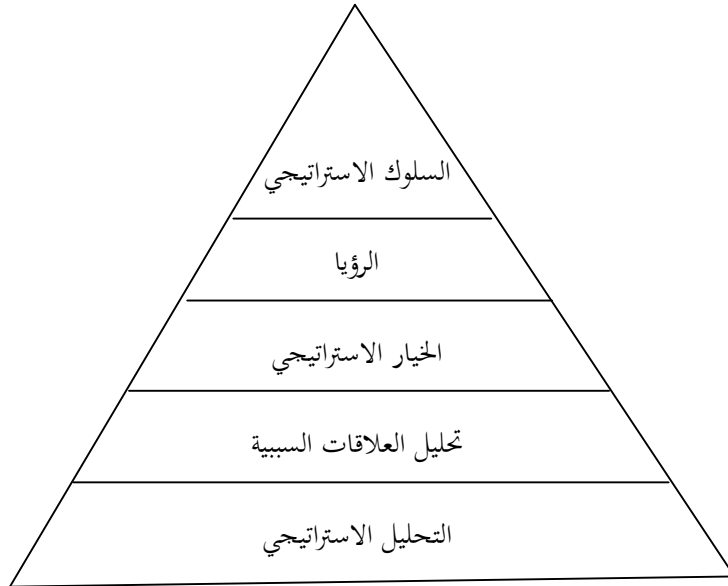 السلوك الاستراتيجي
الرؤيا
الخيار الاستراتيجي
تحليل العلاقات السببية
التحليل الاستراتيجي